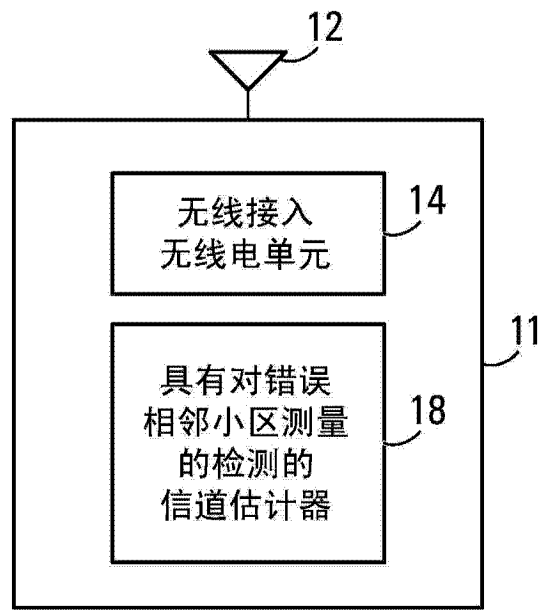 12
无线接入
无线电单元
14
11
具有对错误
相邻小区测量
的检测的
信道估计器
18